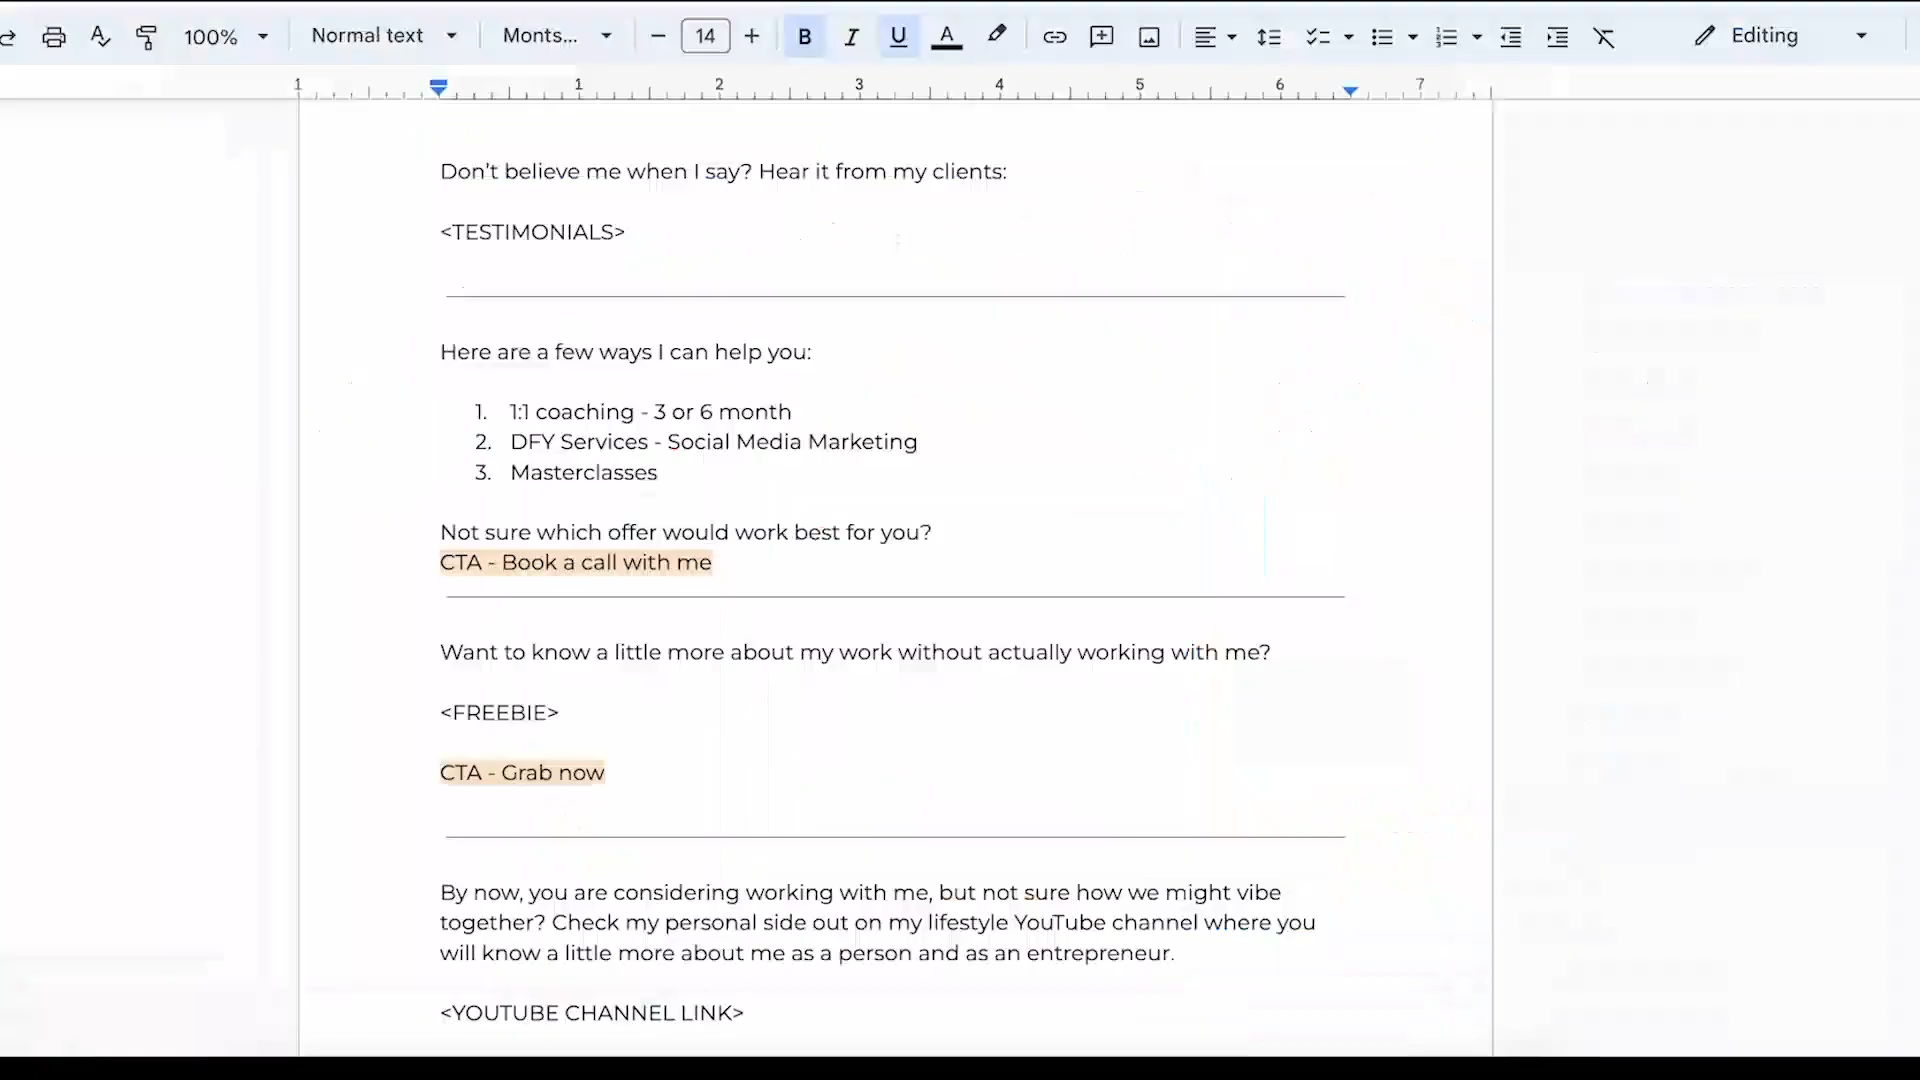 100% Normal text Monts... 14 B I U A Editing
1 1 2 3 4 5 6 7
Don't believe me when I say? Hear it from my clients:
<TESTIMONIALS>
Here are a few ways I can help you:
1. 1:1 coaching - 3 or 6 month
2. DFY Services - Social Media Marketing
3. Masterclasses
Not sure which offer would work best for you?
CTA - Book a call with me
Want to know a little more about my work without actually working with me?
<FREEBIE>
CTA - Grab now
By now, you are considering working with me, but not sure how we might vibe
together? Check my personal side out on my lifestyle YouTube channel where you
will know a little more about me as a person and as an entrepreneur.
<YOUTUBE CHANNEL LINK>